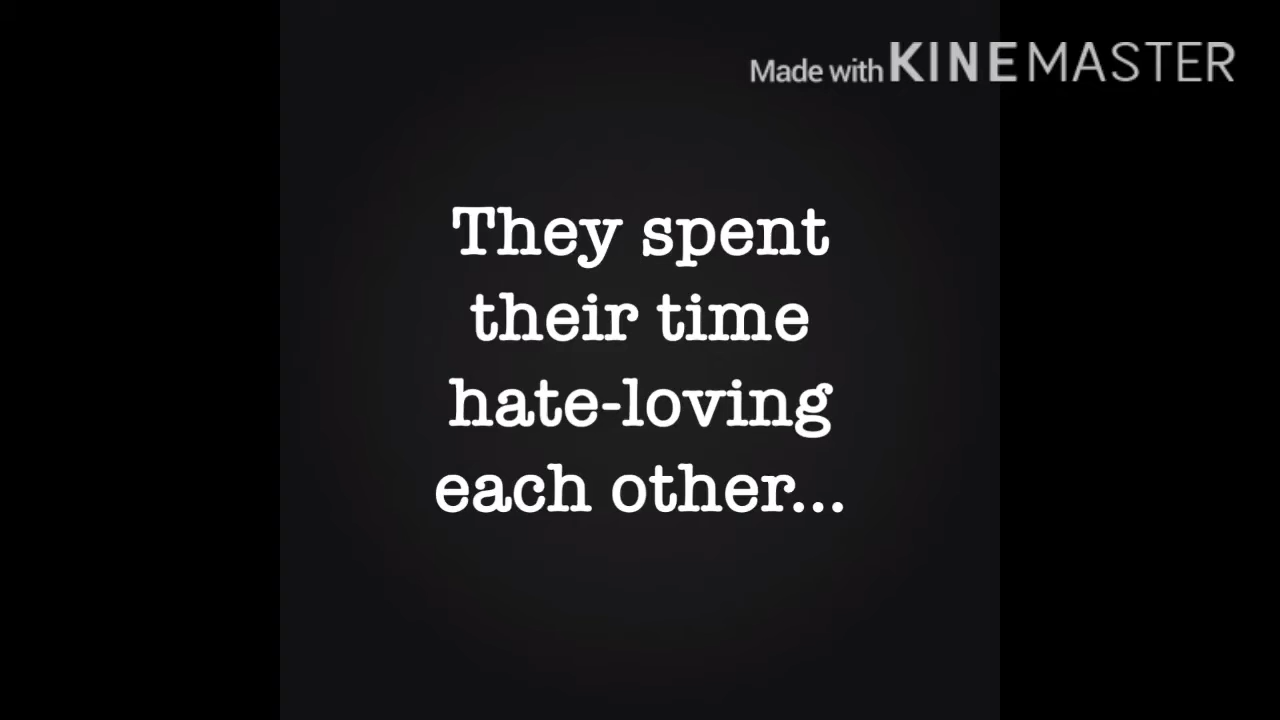 Made with KINEMASTER
They spent
their time
hate-loving
each other...